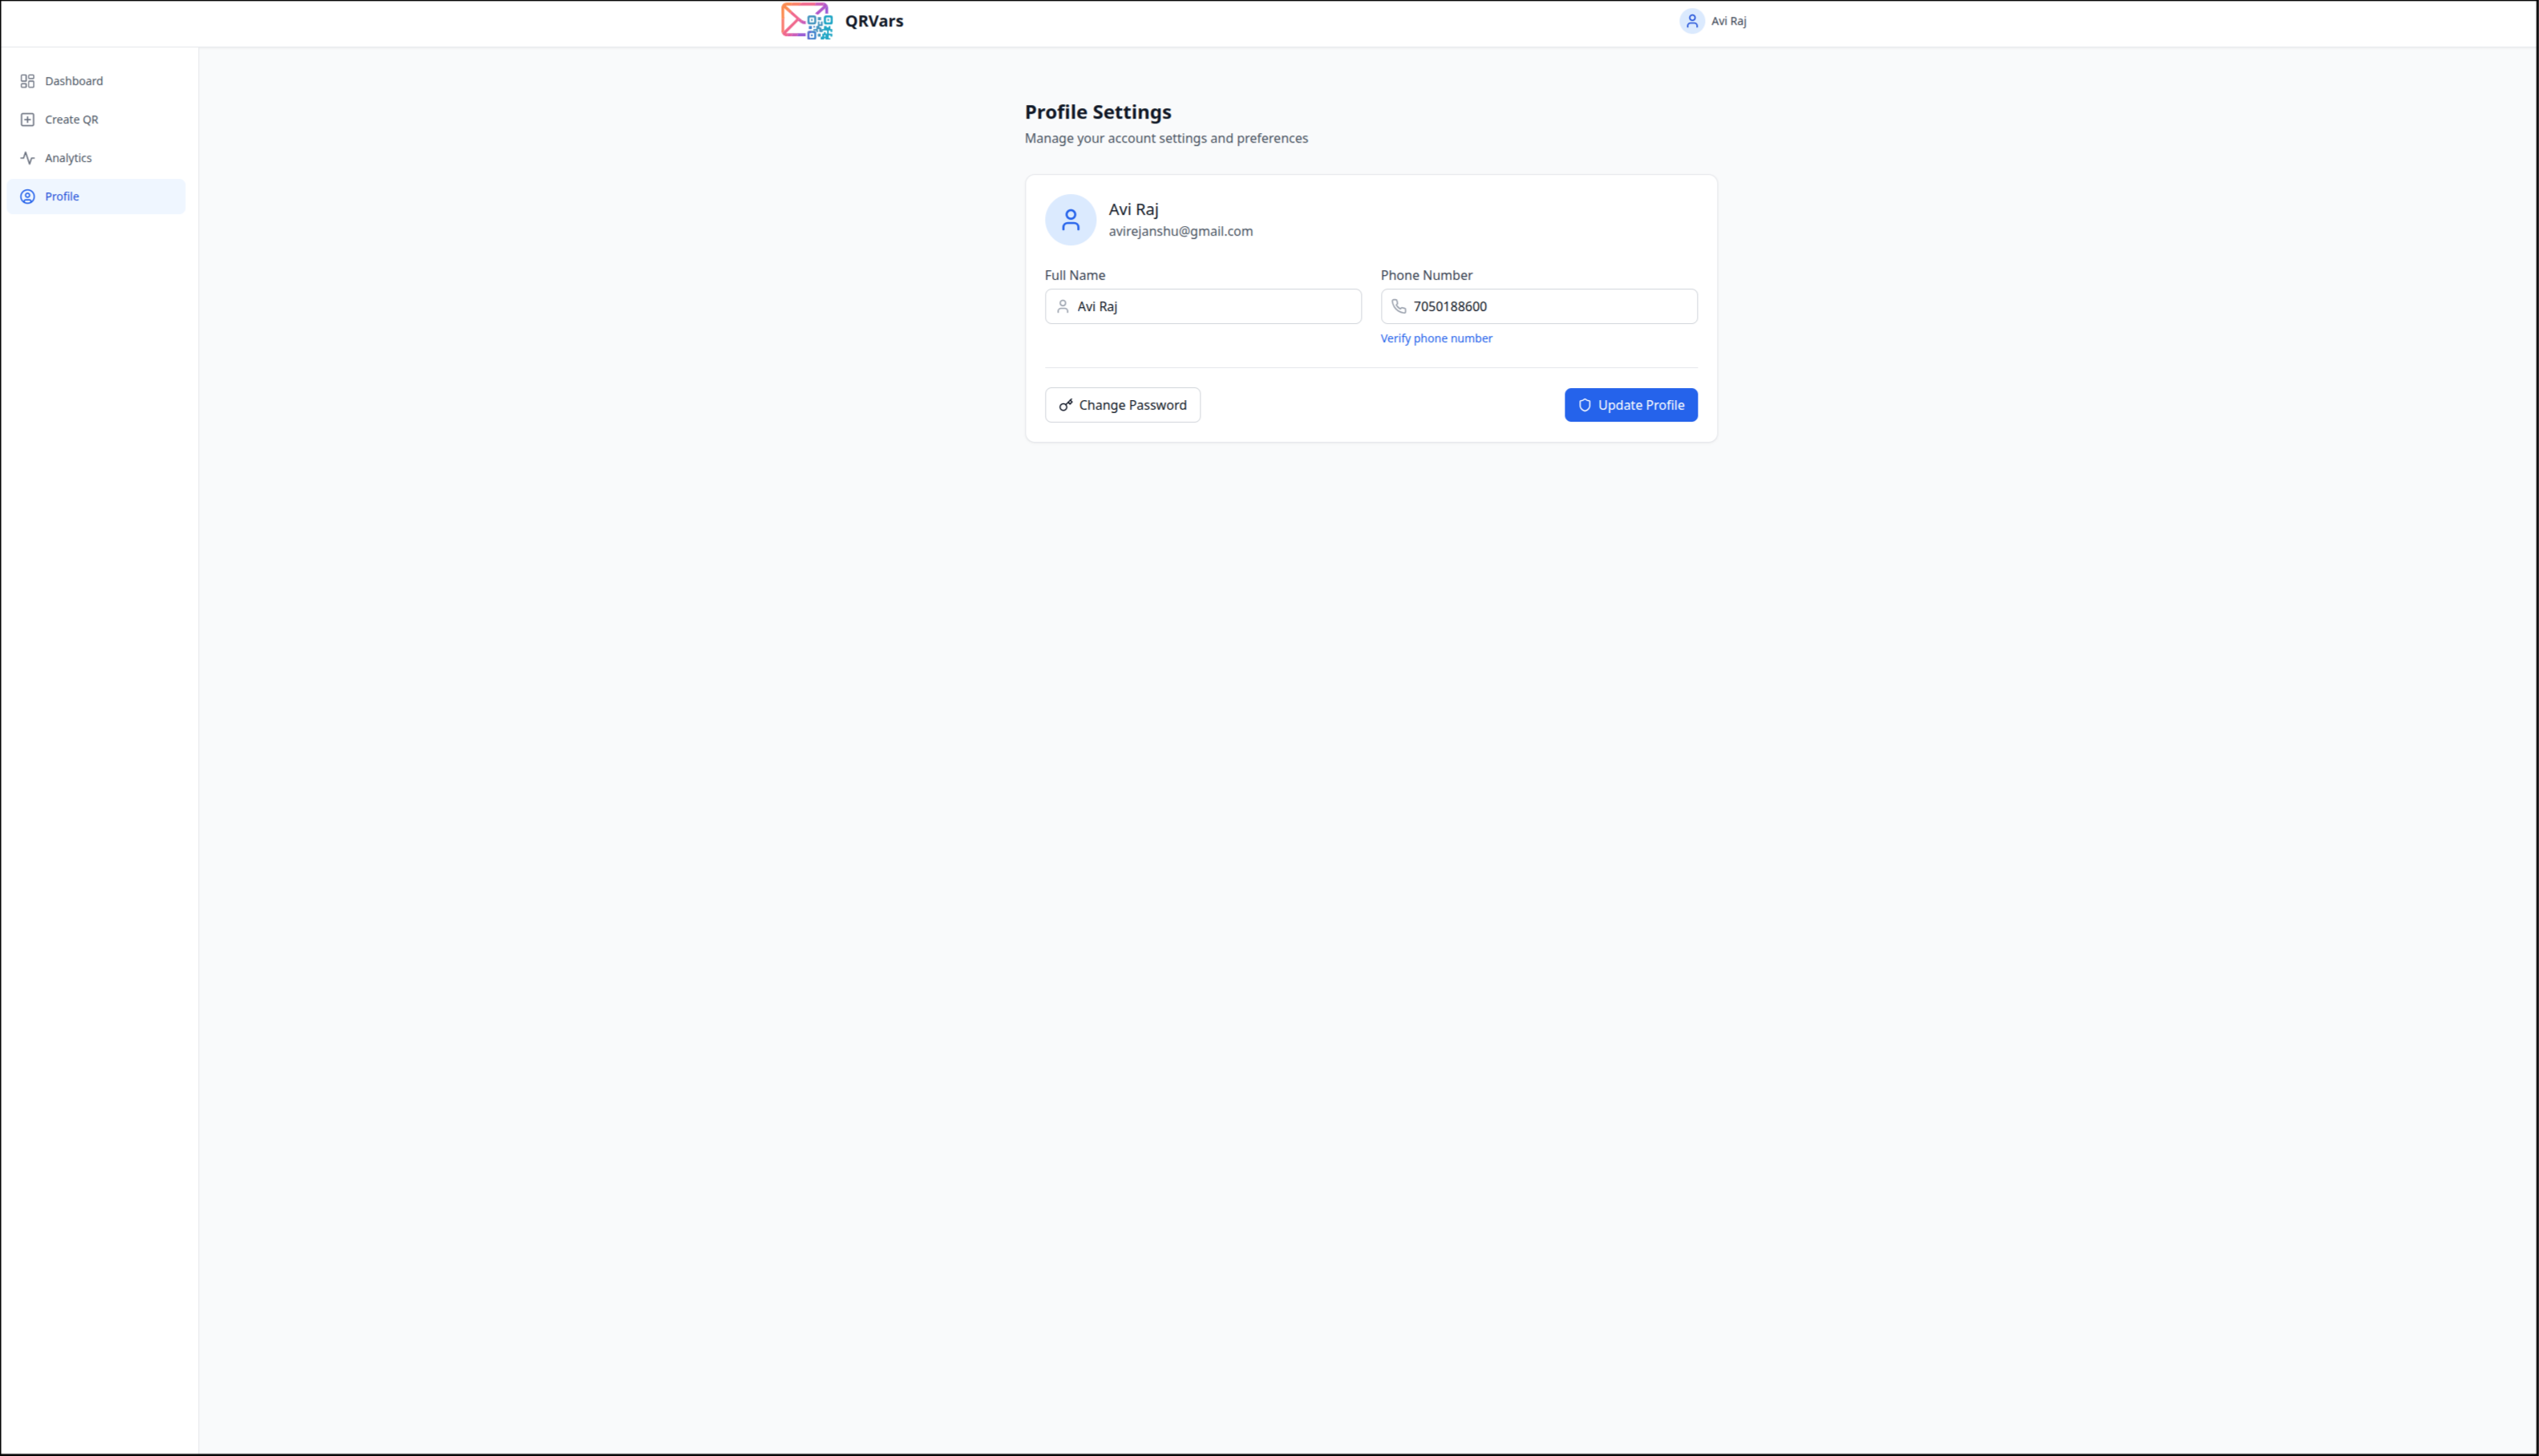 QRVars
Avi Raj
Dashboard
Create QR
Analytics
Profile
Profile Settings
Manage your account settings and preferences
Avi Raj
avirejanshu@gmail.com
Full Name
Phone Number
Avi Raj
7050188600
Verify phone number
Change Password
Update Profile